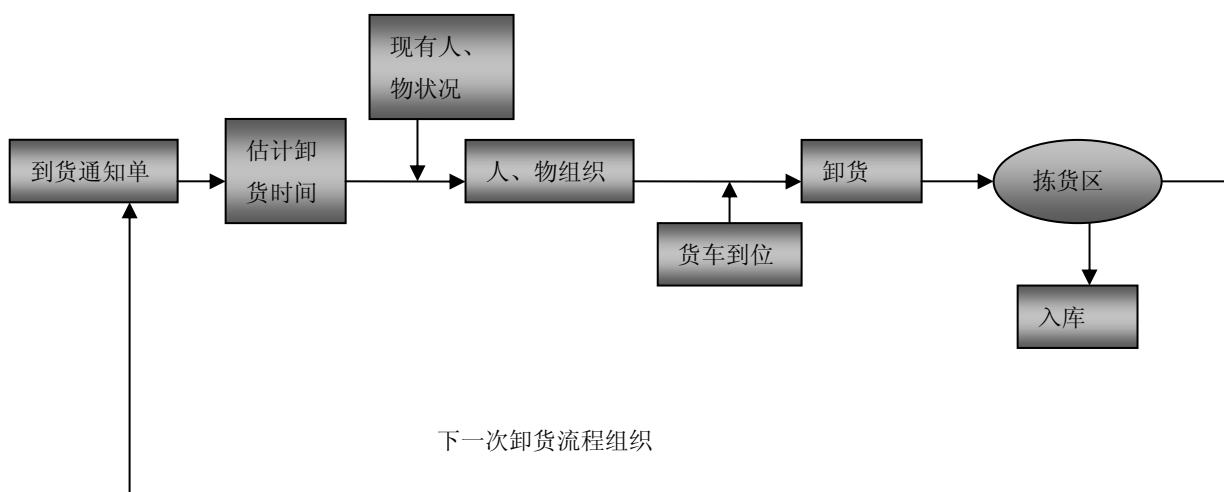 现有人、
物状况
到货通知单
估计卸
货时间
人、物组织
卸货
拣货区
货车到位
入库
下一次卸货流程组织